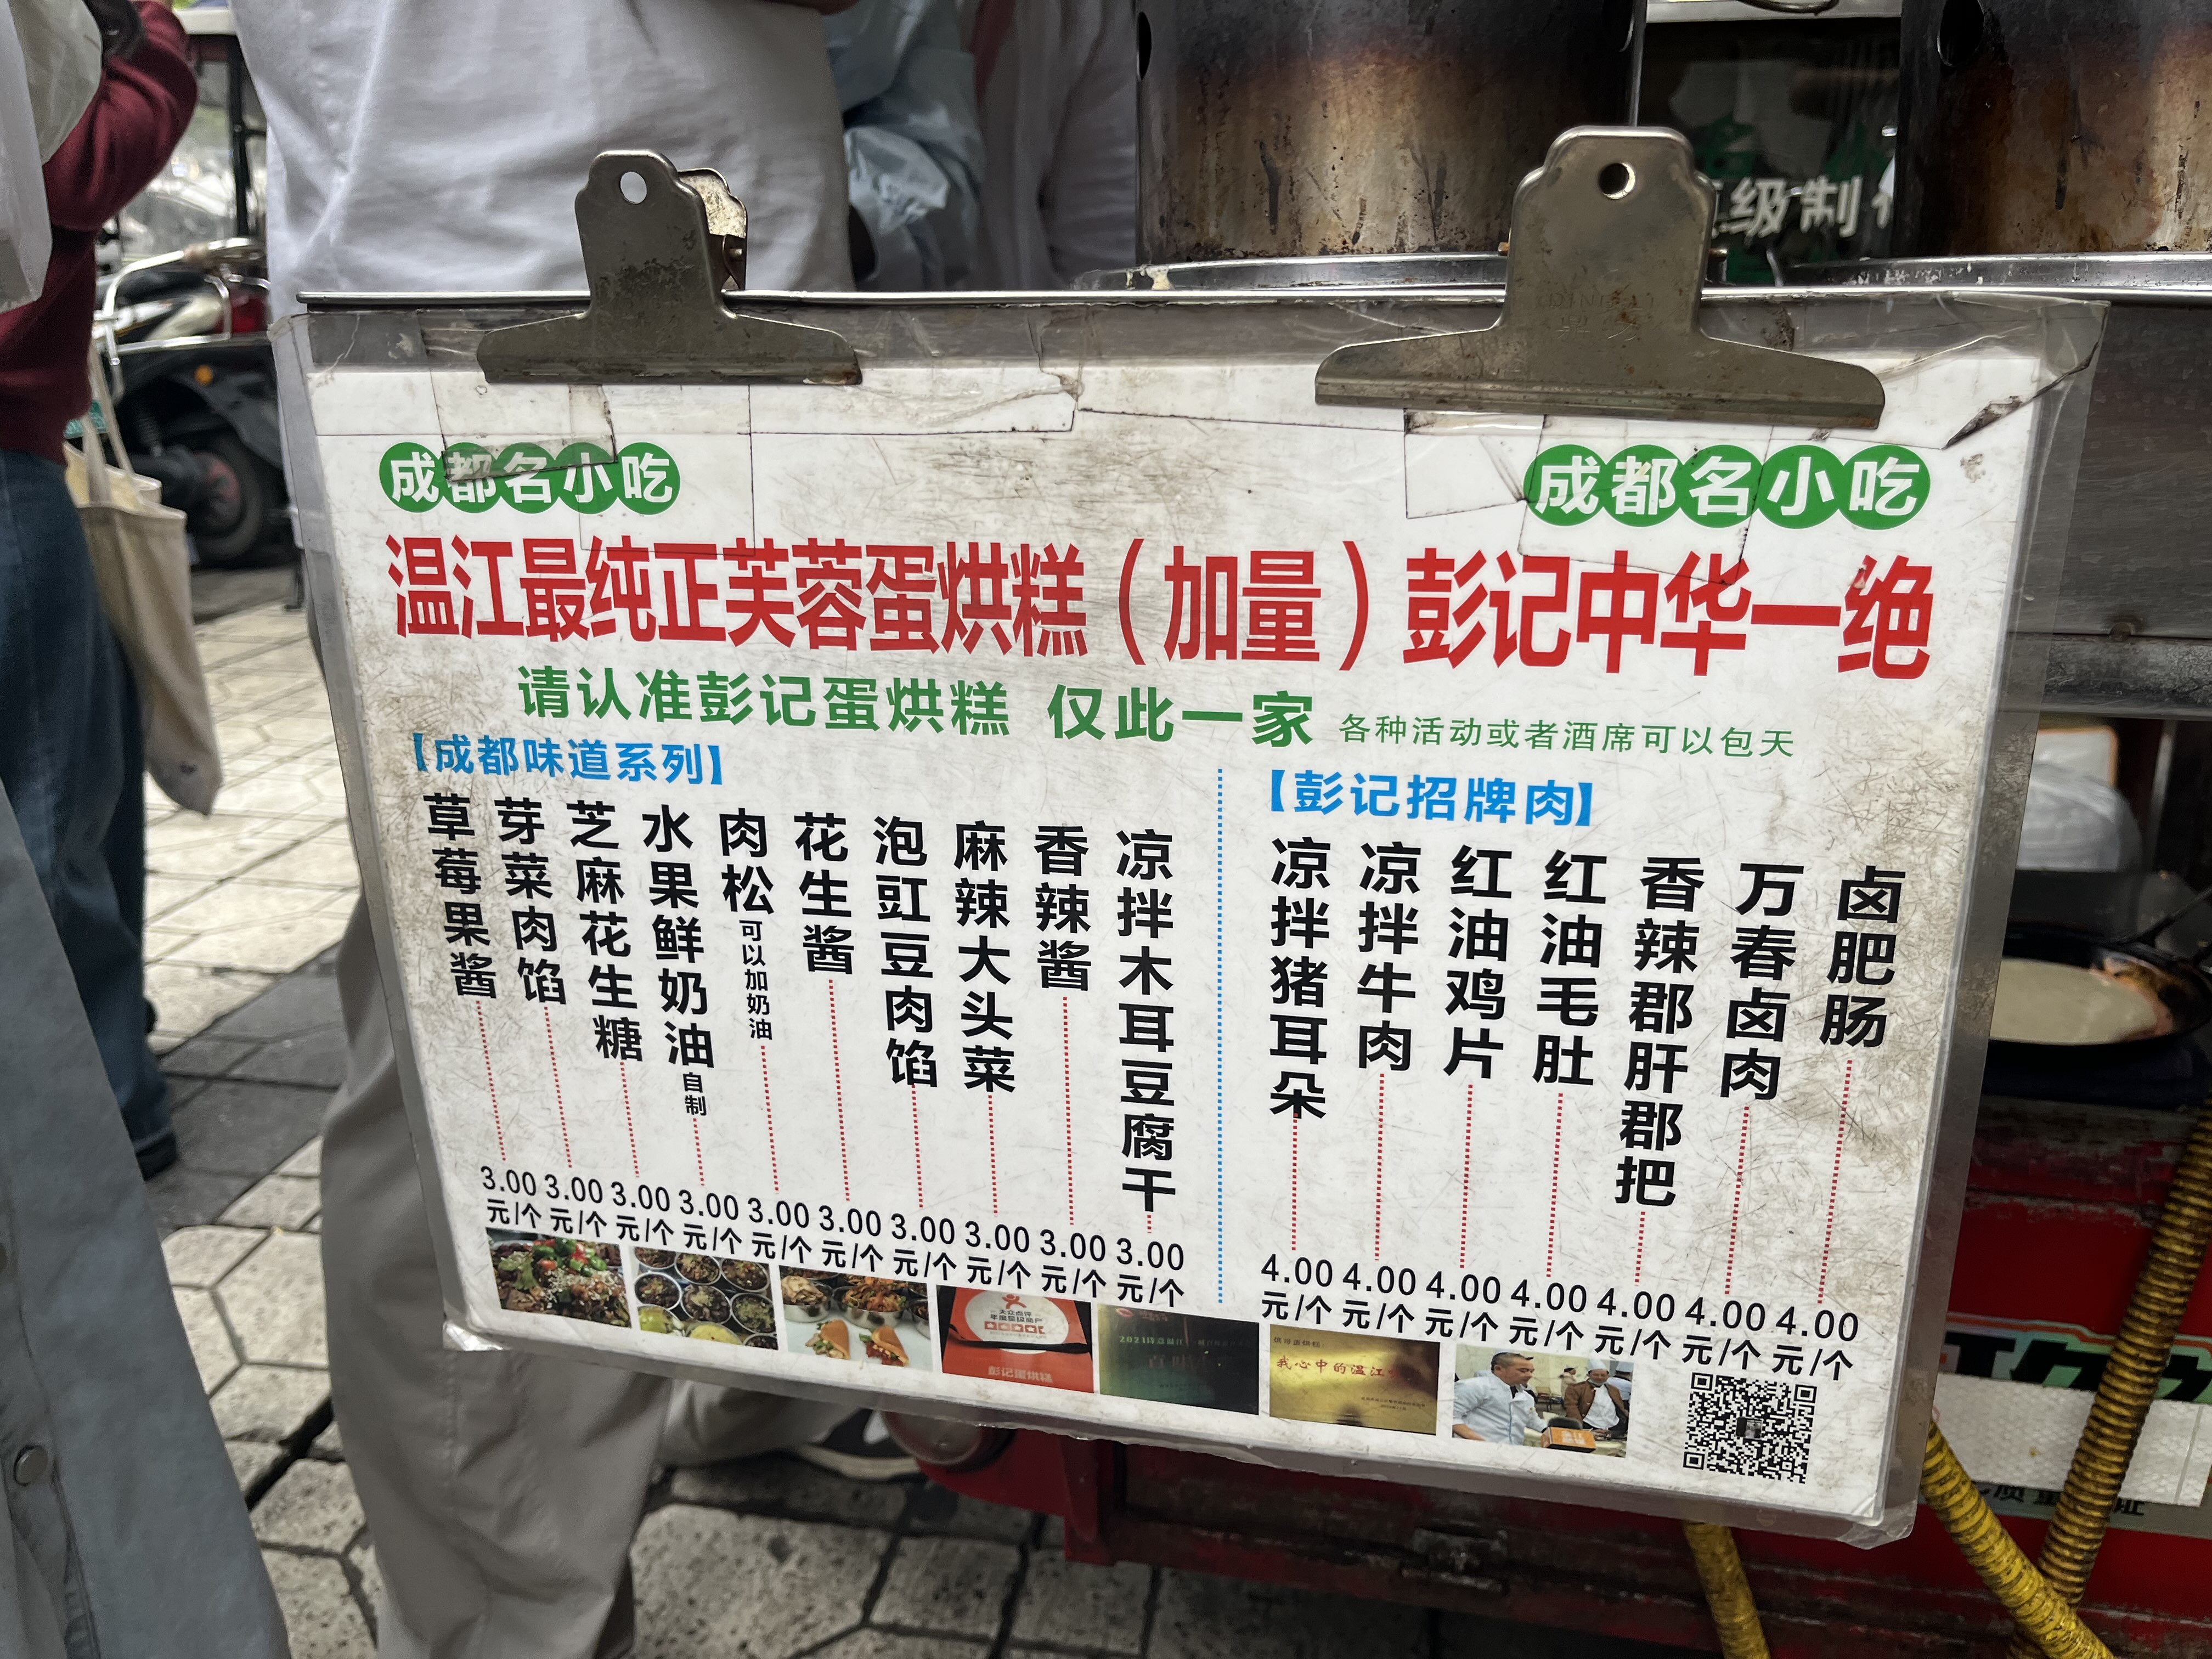 级制
成都名小吃
成都名小吃
温江最纯正芙蓉蛋烘糕(加量)彭记中华一绝
请认准彭记蛋烘糕 仅此一家 各种活动或者酒席可以包天
【成都味道系列】
草莓果酱 3.00元/个
芽菜肉馅 3.00元/个
芝麻花生糖 3.00元/个
水果鲜奶油自制 3.00元/个
肉松可以加奶油 3.00元/个
花生酱 3.00元/个
泡豇豆肉馅 3.00元/个
麻辣大头菜 3.00元/个
香辣酱 3.00元/个
凉拌木耳豆腐干 3.00元/个
【彭记招牌肉】
凉拌猪耳朵 4.00元/个
凉拌牛肉 4.00元/个
红油鸡片 4.00元/个
红油毛肚 4.00元/个
香辣郡肝郡把 4.00元/个
万春卤肉 4.00元/个
卤肥肠 4.00元/个
大众点评
彭记蛋烘糕
我心中的温江